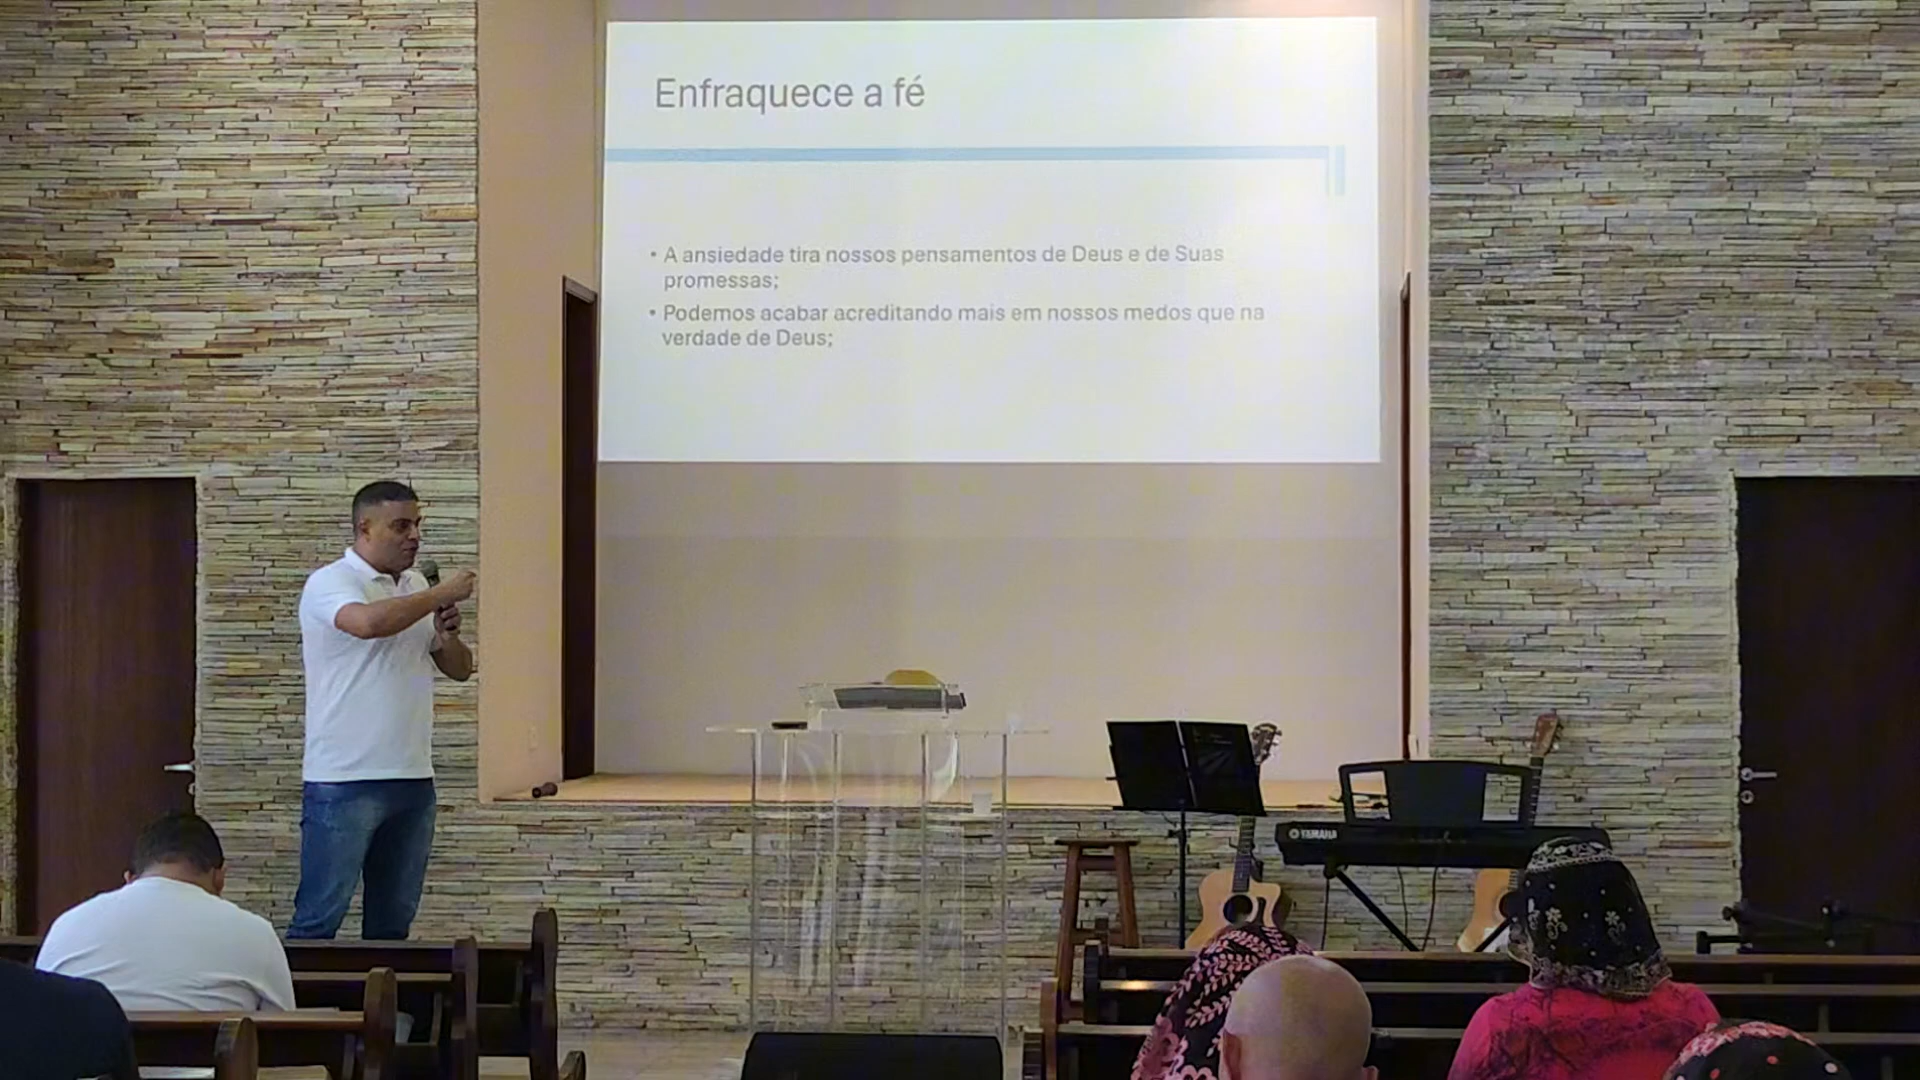 Enfraquece a fé
• A ansiedade tira nossos pensamentos de Deus e de Suas
promessas;
• Podemos acabar acreditando mais em nossos medos que na
verdade de Deus;
YAMAHA